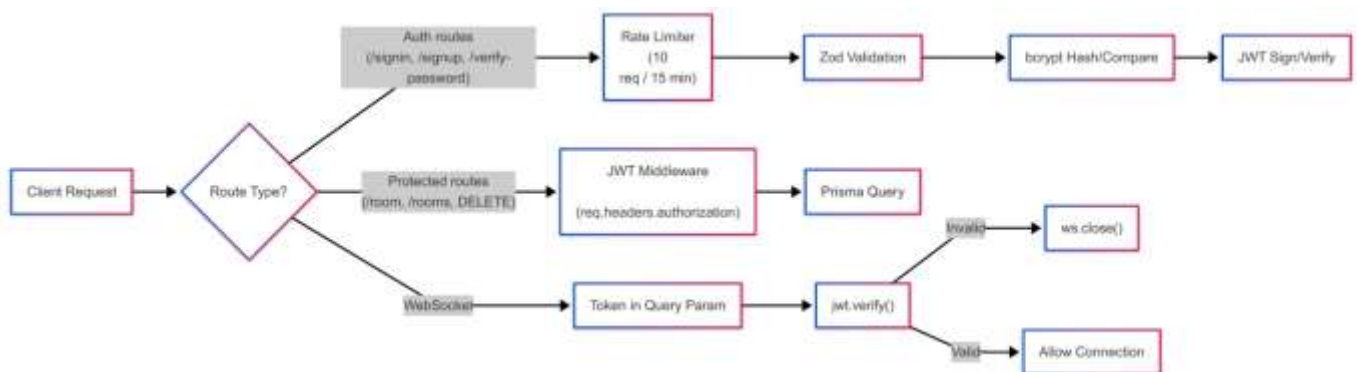 Auth routes
(/signin, /signup, /verify-
password)
Rate Limiter
(10
req / 15 min)
Zod Validation
bcrypt Hash/Compare
JWT Sign/Verify
Client Request
Route Type?
Protected routes
(/room, /rooms, DELETE)
JWT Middleware
(req.headers.authorization)
Prisma Query
Invalid
ws.close()
WebSocket
Token in Query Param
jwt.verify()
Valid
Allow Connection